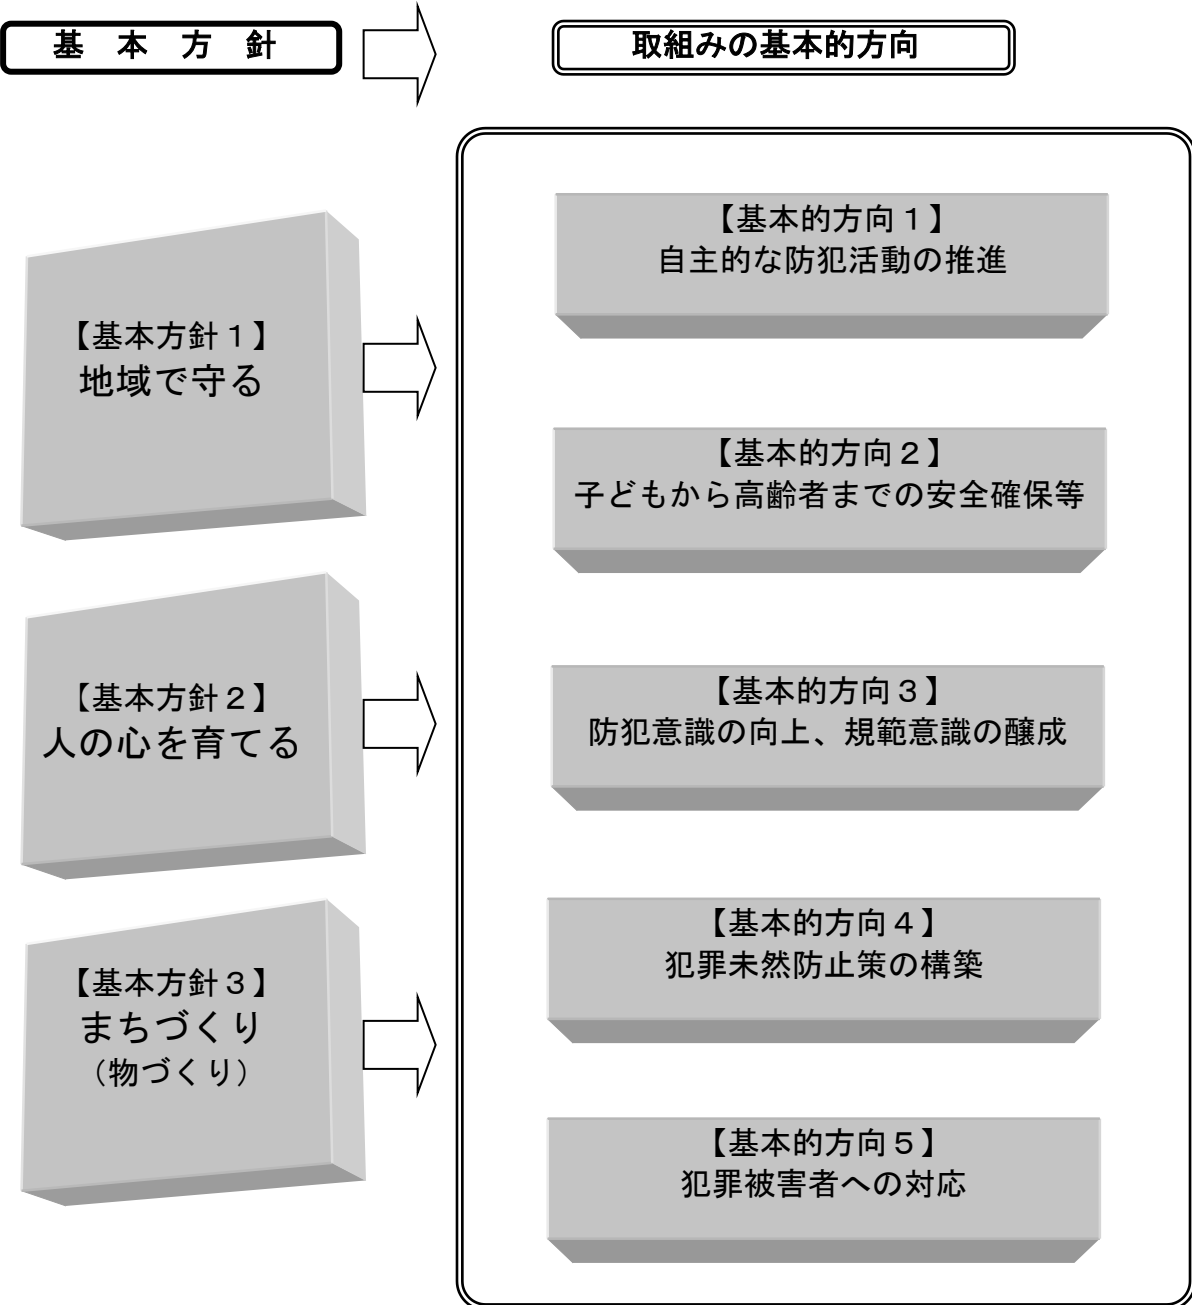 基本方針
取組みの基本的方向
【基本方針１】
地域で守る
【基本方針２】
人の心を育てる
【基本方針３】
まちづくり
（物づくり）
【基本的方向１】
自主的な防犯活動の推進
【基本的方向２】
子どもから高齢者までの安全確保等
【基本的方向３】
防犯意識の向上、規範意識の醸成
【基本的方向４】
犯罪未然防止策の構築
【基本的方向５】
犯罪被害者への対応